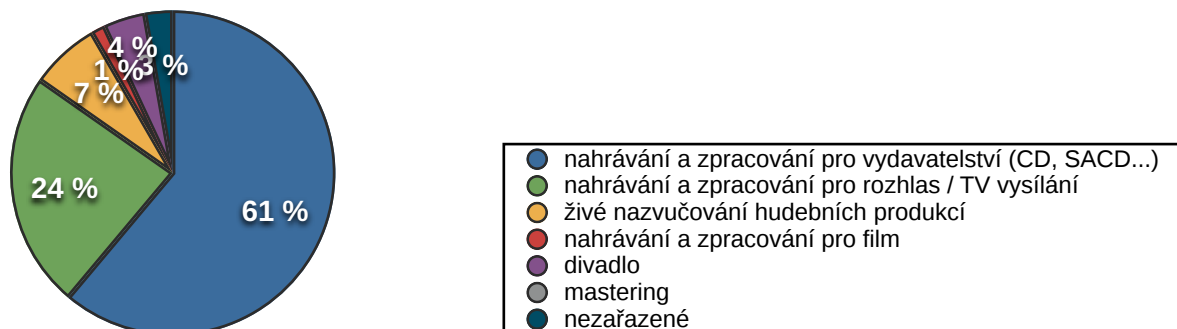 4 %
1 %
3 %
7 %
24 %
61 %
nahrávání a zpracování pro vydavatelství (CD, SACD...)
nahrávání a zpracování pro rozhlas / TV vysílání
živé nazvučování hudebních produkcí
nahrávání a zpracování pro film
divadlo
mastering
nezařazené